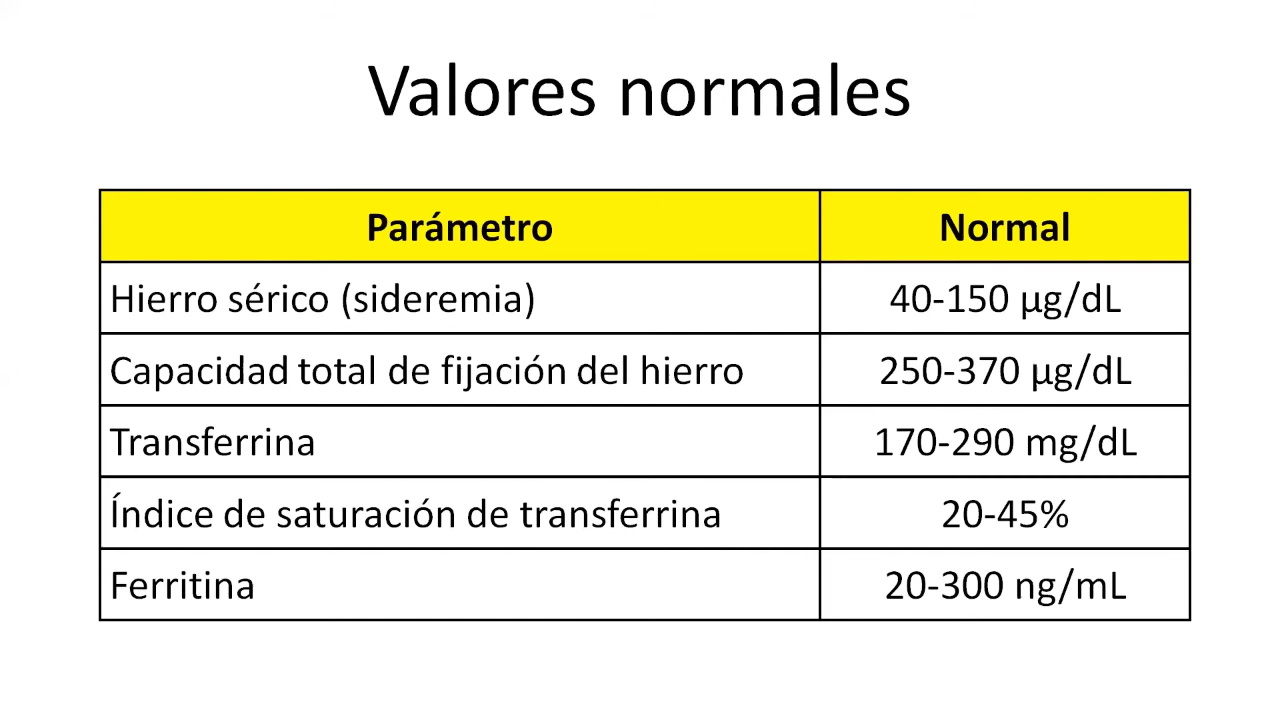 Valores normales
Parámetro Normal
Hierro sérico (sideremia) 40-150 µg/dL
Capacidad total de fijación del hierro 250-370 µg/dL
Transferrina 170-290 mg/dL
Índice de saturación de transferrina 20-45%
Ferritina 20-300 ng/mL